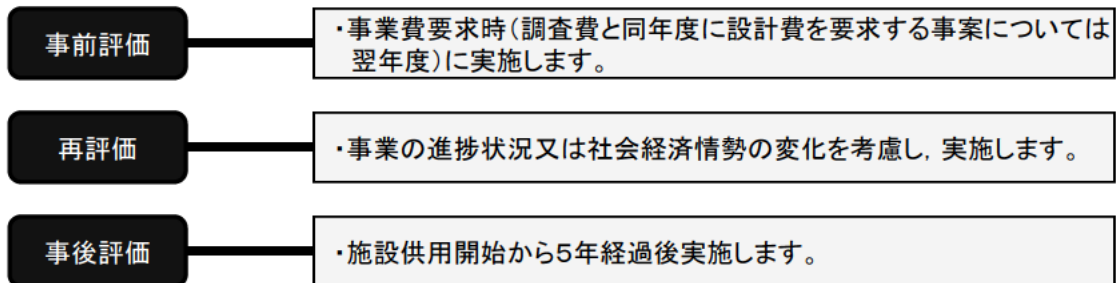 事前評価
・事業費要求時(調査費と同年度に設計費を要求する事案については
翌年度)に実施します。
再評価
・事業の進捗状況又は社会経済情勢の変化を考慮し,実施します。
事後評価
・施設供用開始から5年経過後実施します。